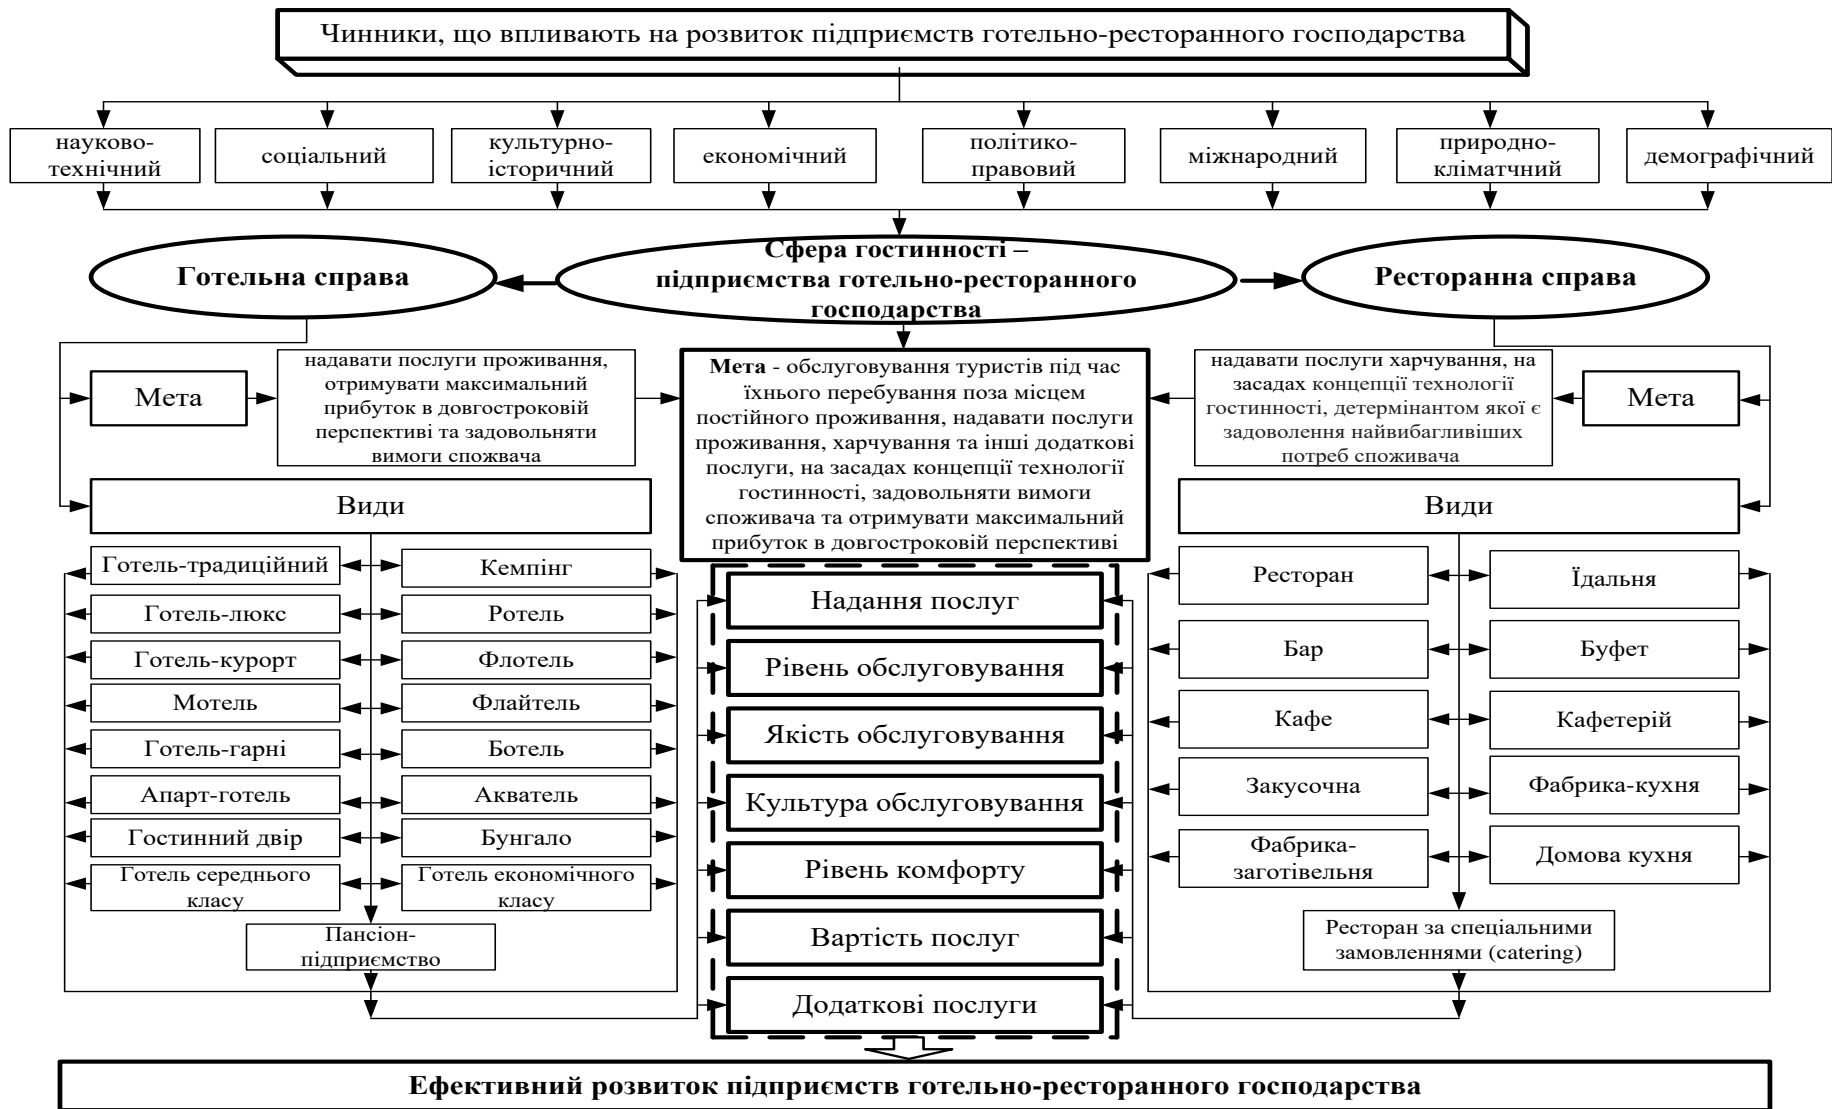 Чинники, що впливають на розвиток підприємств готельно-ресторанного господарства
науково-
технічний
соціальний
культурно-
історичний
економічний
політико-
правовий
міжнародний
природно-
кліматчний
демографічний
Готельна справа
Сфера гостинності –
підприємства готельно-ресторанного
господарства
Ресторанна справа
Мета
надавати послуги проживання,
отримувати максимальний
прибуток в довгостроковій
перспективі та задовольняти
вимоги спожвача
Мета - обслуговування туристів під час
їхнього перебування поза місцем
постійного проживання, надавати послуги
проживання, харчування та інші додаткові
послуги, на засадах концепції технології
гостинності, задовольняти вимоги
споживача та отримувати максимальний
прибуток в довгостроковій перспективі
надавати послуги харчування, на
засадах концепції технології
гостинності, детермінантом якої є
задоволення найвибагливіших
потреб споживача
Мета
Види
Готель-традиційний
Кемпінг
Готель-люкс
Ротель
Готель-курорт
Флотель
Мотель
Флайтель
Готель-гарні
Ботель
Апарт-готель
Акватель
Гостинний двір
Бунгало
Готель середнього
класу
Готель економічного
класу
Пансіон-
підприємство
Надання послуг
Рівень обслуговування
Якість обслуговування
Культура обслуговування
Рівень комфорту
Вартість послуг
Додаткові послуги
Види
Ресторан
Їдальня
Бар
Буфет
Кафе
Кафетерій
Закусочна
Фабрика-кухня
Фабрика-
заготівельня
Домова кухня
Ресторан за спеціальними
замовленнями (catering)
Ефективний розвиток підприємств готельно-ресторанного господарства